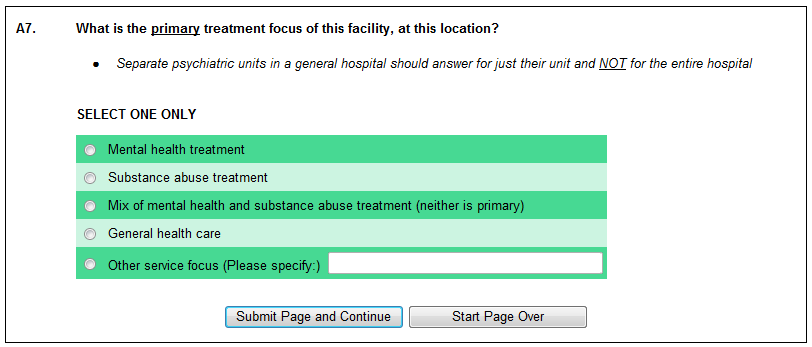 A7. What is the primary treatment focus of this facility, at this location?
• Separate psychiatric units in a general hospital should answer for just their unit and NOT for the entire hospital
SELECT ONE ONLY
Mental health treatment
Substance abuse treatment
Mix of mental health and substance abuse treatment (neither is primary)
General health care
Other service focus (Please specify:)
Submit Page and Continue Start Page Over